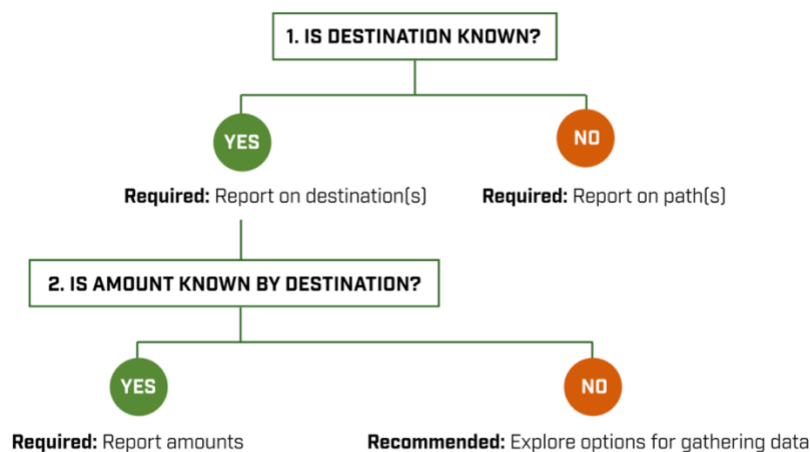 1. IS DESTINATION KNOWN?
YES
NO
Required: Report on destination(s)
Required: Report on path(s)
2. IS AMOUNT KNOWN BY DESTINATION?
YES
NO
Required: Report amounts
Recommended: Explore options for gathering data